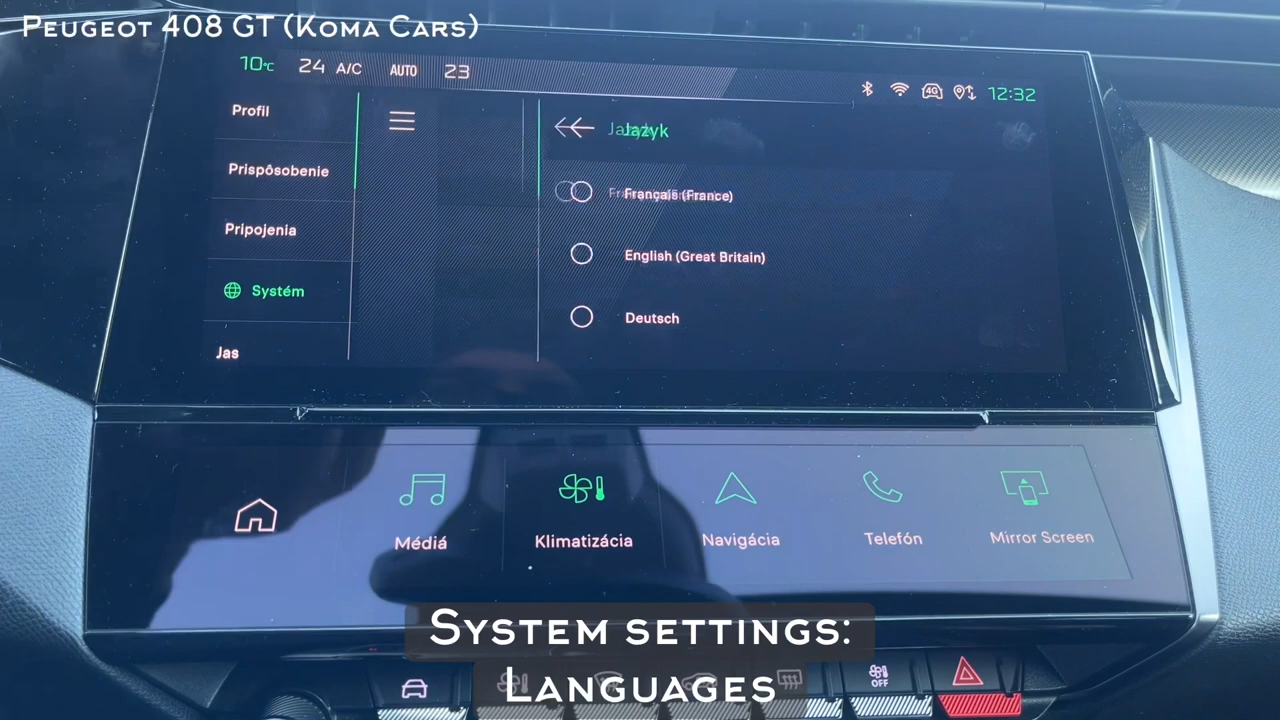 Peugeot 408 GT (Koma Cars)
10°C 24 A/C AUTO 23 4G 12:32
Profil
Prispôsobenie
Pripojenia
Systém
Jas
Jazyk
Français (France)
English (Great Britain)
Deutsch
Médiá
Klimatizácia
Navigácia
Telefón
Mirror Screen
System settings:
Languages
OFF